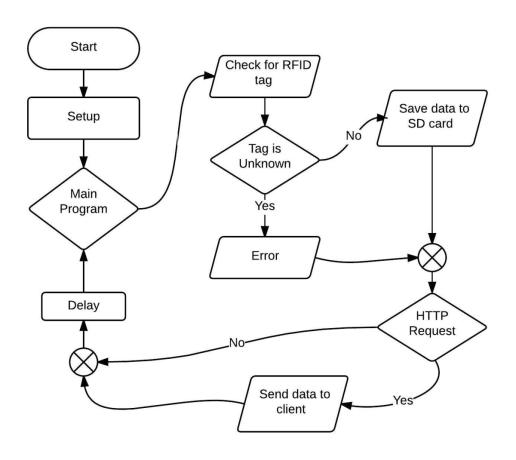 Start
Setup
Main
Program
Delay
Check for RFID
tag
Tag is
Unknown
No
Yes
Error
Save data to
SD card
HTTP
Request
No
Yes
Send data to
client